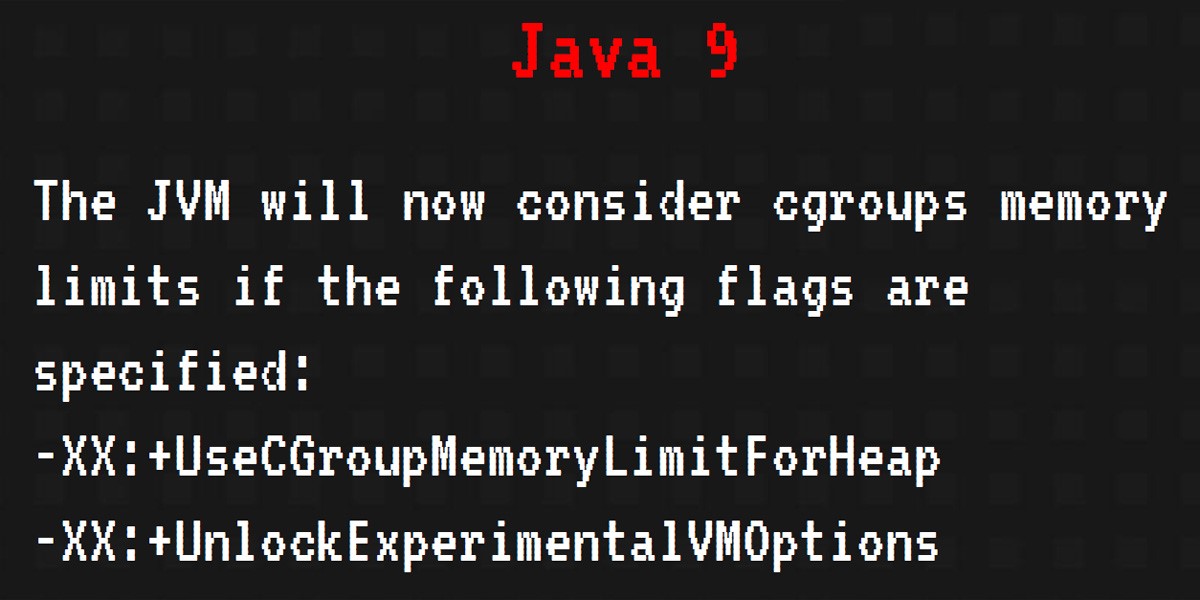 Java 9
The JVM will now consider cgroups memory
limits if the following flags are
specified:
-XX:+UseCGroupMemoryLimitForHeap
-XX:+UnlockExperimentalVMOptions